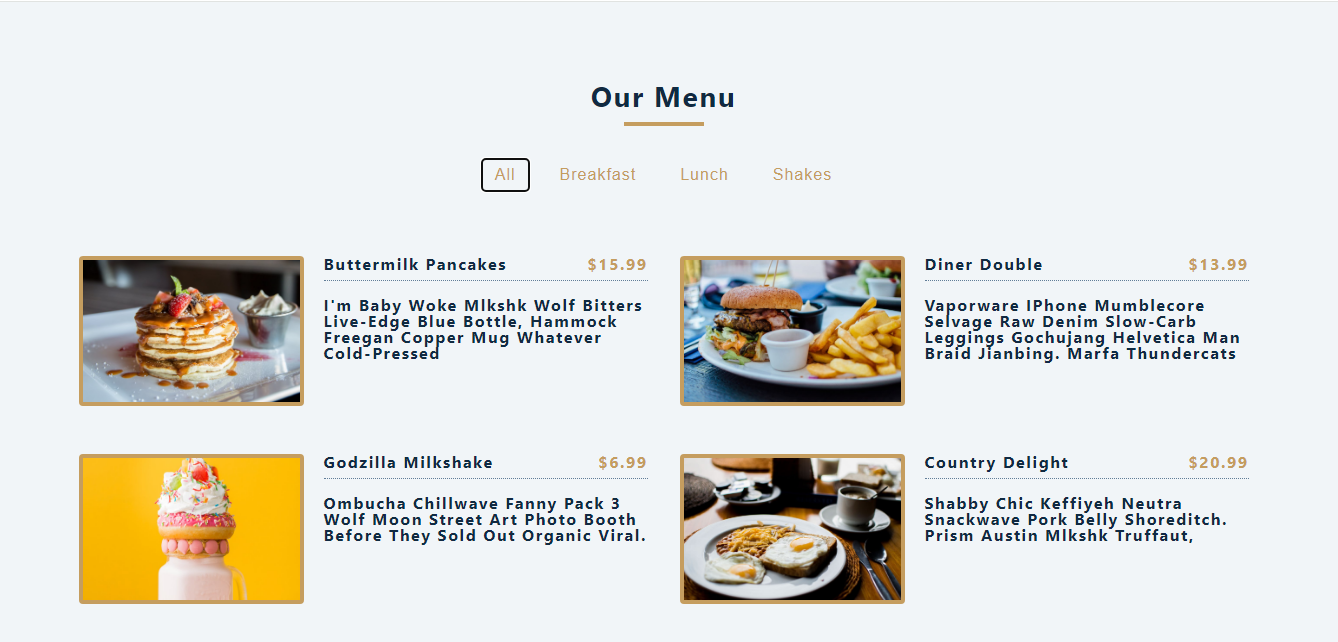 Our Menu
All Breakfast Lunch Shakes
Buttermilk Pancakes $15.99
I'm Baby Woke Mlkshk Wolf Bitters
Live-Edge Blue Bottle, Hammock
Freegan Copper Mug Whatever
Cold-Pressed
Diner Double $13.99
Vaporware IPhone Mumblecore
Selvage Raw Denim Slow-Carb
Leggings Gochujang Helvetica Man
Braid Jianbing. Marfa Thundercats
Godzilla Milkshake $6.99
Ombucha Chillwave Fanny Pack 3
Wolf Moon Street Art Photo Booth
Before They Sold Out Organic Viral.
Country Delight $20.99
Shabby Chic Keffiyeh Neutra
Snackwave Pork Belly Shoreditch.
Prism Austin Mlkshk Truffaut,